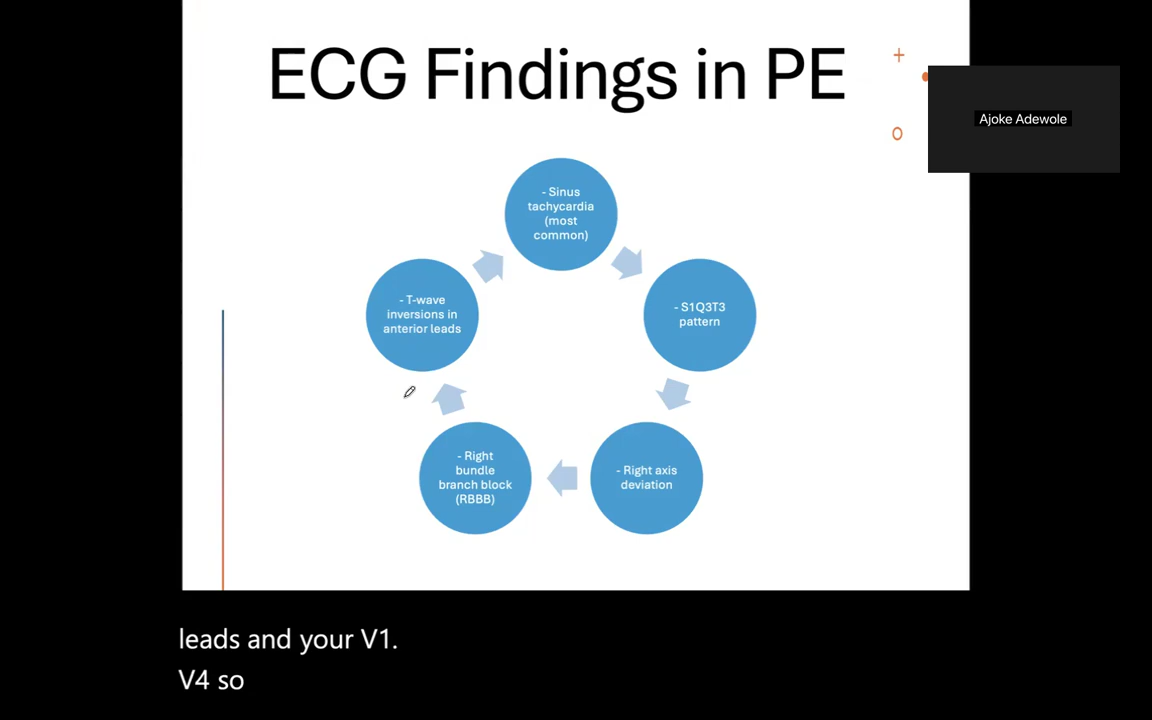 ECG Findings in PE
Ajoke Adewole
- Sinus
tachycardia
(most
common)
- S1Q3T3
pattern
- Right axis
deviation
- Right
bundle
branch block
(RBBB)
- T-wave
inversions in
anterior leads
leads and your V1.
V4 so